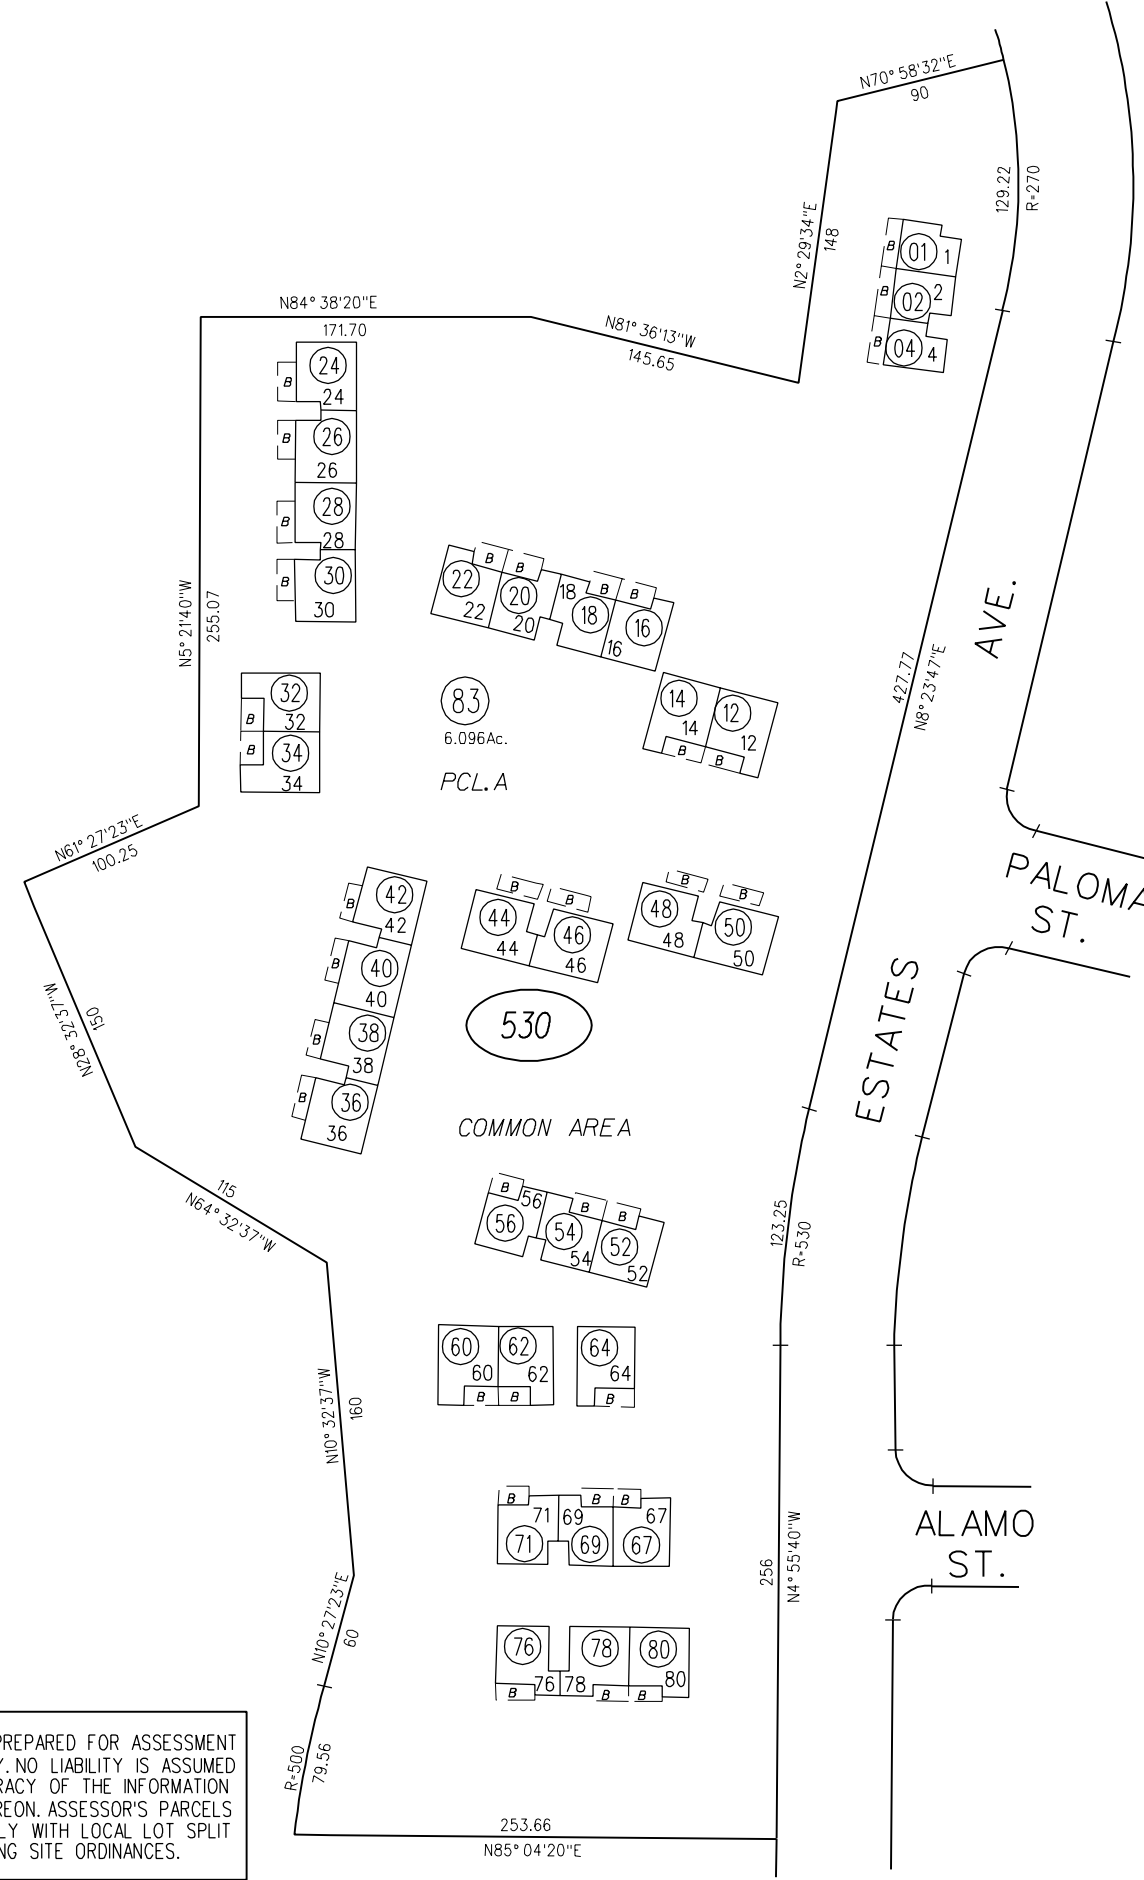 N70° 58'32"E
90
129.22
R=270
N2° 29'34"E
148
B
01
1
B
02
2
B
04
4
N84° 38'20"E
171.70
N81° 36'13"W
145.65
B
24
24
B
26
26
B
28
28
B
30
30
N5° 21'40"W
255.07
B
22
22
B
20
20
B
18
18
B
16
16
AVE.
427.77
N8° 23'47"E
32
B
32
B
34
34
83
6.096Ac.
PCL.A
14
14
B
12
12
B
N61° 27'23"E
100.25
PALOMA
ST.
B
42
42
B
40
40
B
38
38
B
36
36
B
44
44
B
46
46
B
48
48
B
50
50
N28° 32'37"W
150
530
ESTATES
COMMON AREA
115
N64° 32'37"W
B
56
56
B
54
54
B
52
52
123.25
R=530
60
60
B
62
62
B
64
64
B
N10° 32'37"W
160
B
71
71
B
69
69
B
67
67
ALAMO
ST.
256
N4° 55'40"W
N10° 27'23"E
60
76
76
B
78
78
B
80
80
B
R=500
79.56
PREPARED FOR ASSESSMENT
Y. NO LIABILITY IS ASSUMED
RACY OF THE INFORMATION
REON. ASSESSOR'S PARCELS
LY WITH LOCAL LOT SPLIT
NG SITE ORDINANCES.
253.66
N85° 04'20"E